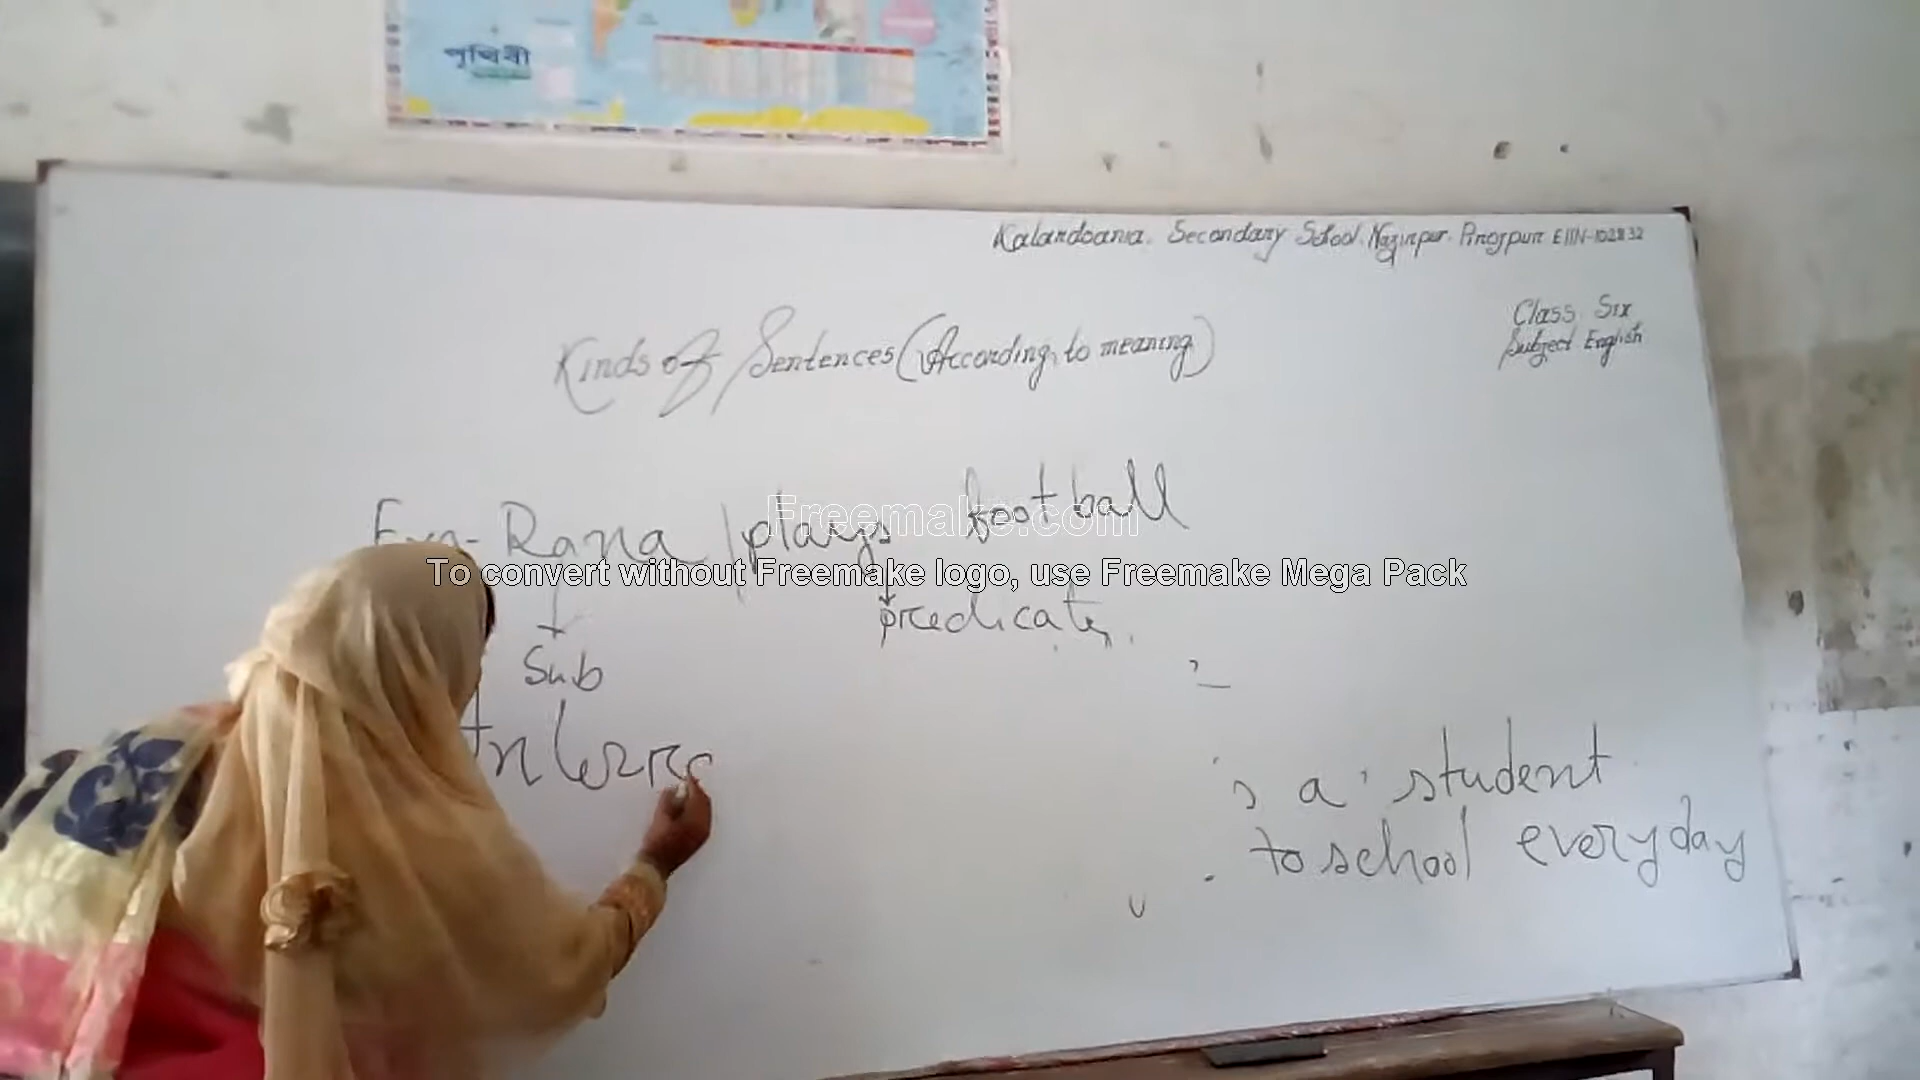 পৃথিবী
Kalardoania. Secondary School. Nazirpur. Pirojpur EIIN-102832
Class Six
Subject English
Kinds of Sentences (According to meaning)
Exa- Rana / plays football
Freemake.com
To convert without Freemake logo, use Freemake Mega Pack
predicate.
Sub
Interro
is a student
to school everyday